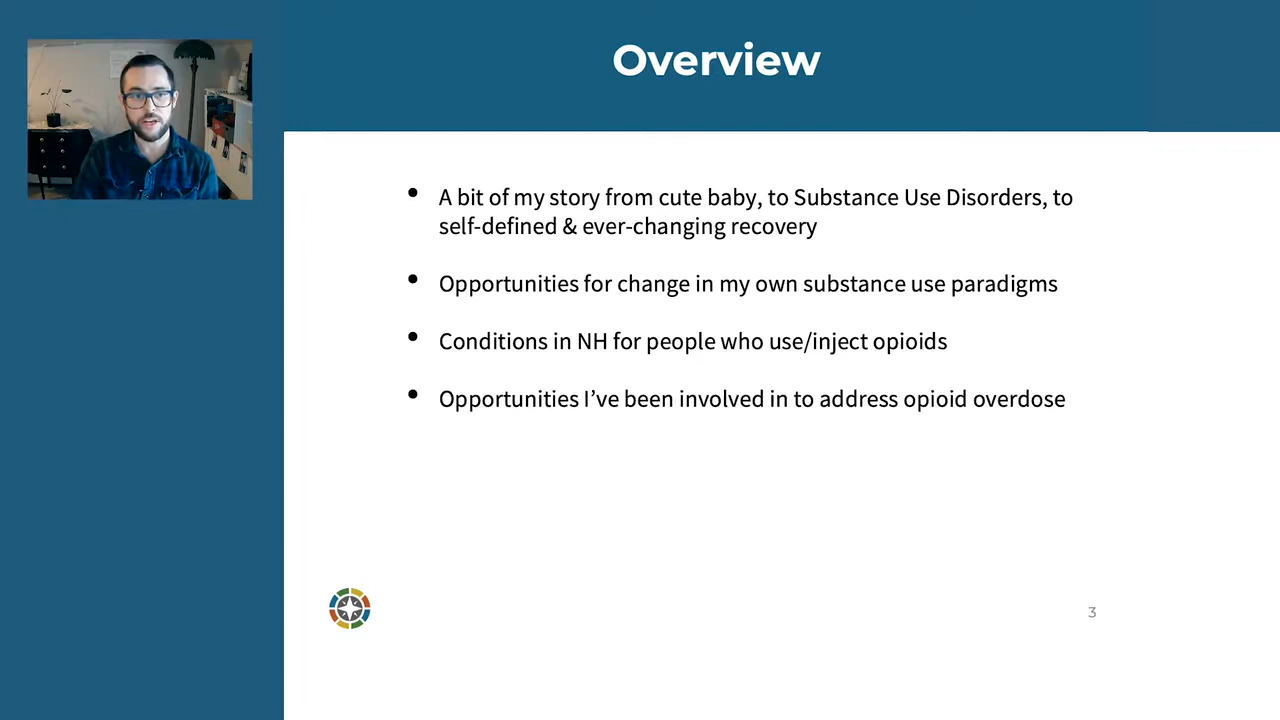 Overview
• A bit of my story from cute baby, to Substance Use Disorders, to
self-defined & ever-changing recovery
• Opportunities for change in my own substance use paradigms
• Conditions in NH for people who use/inject opioids
• Opportunities I’ve been involved in to address opioid overdose
3